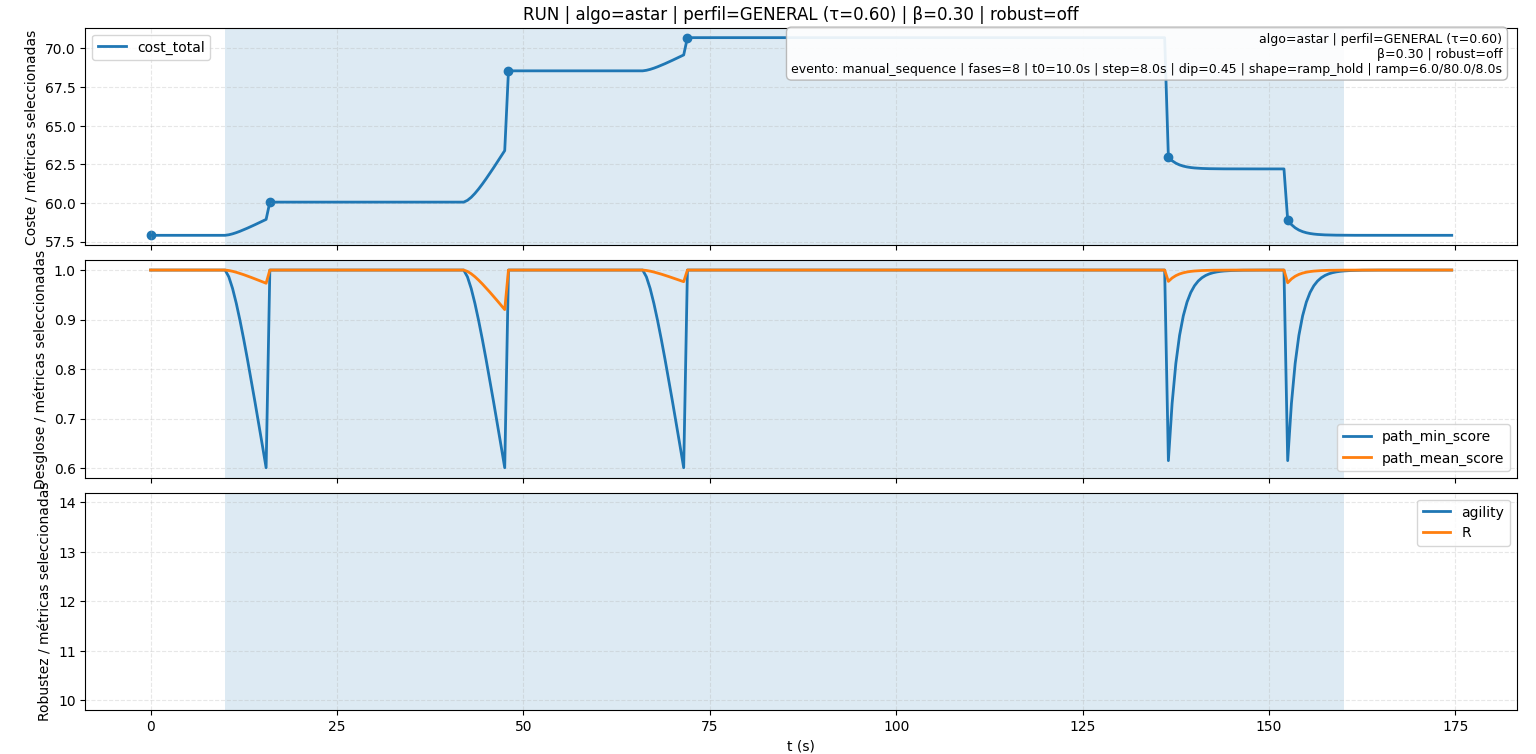 RUN | algo=astar | perfil=GENERAL (τ=0.60) | β=0.30 | robust=off
Coste / métricas seleccionadas
70.0
67.5
65.0
62.5
60.0
57.5
cost_total
algo=astar | perfil=GENERAL (τ=0.60)
β=0.30 | robust=off
evento: manual_sequence | fases=8 | t0=10.0s | step=8.0s | dip=0.45 | shape=ramp_hold | ramp=6.0/80.0/8.0s
Desglose / métricas seleccionadas
1.0
0.9
0.8
0.7
0.6
path_min_score
path_mean_score
Robustez / métricas seleccionadas
14
13
12
11
10
agility
R
0
25
50
75
100
125
150
175
t (s)